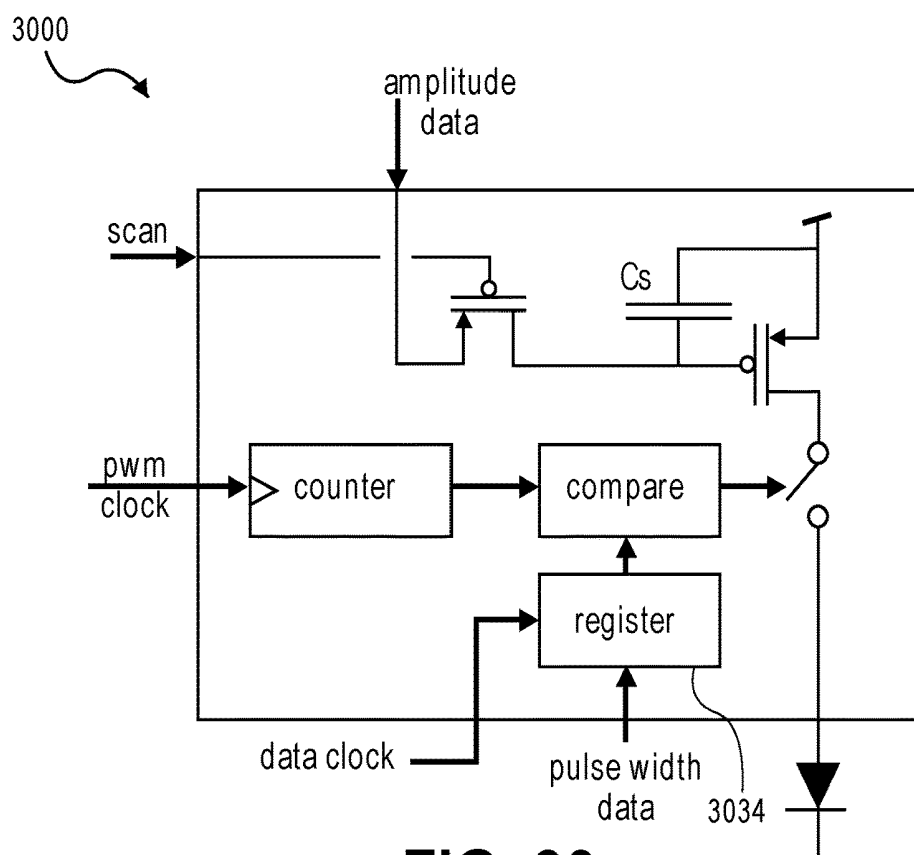 3000
amplitude
data
scan
Cs
pwm
clock
counter
compare
register
data clock
pulse width
data
3034